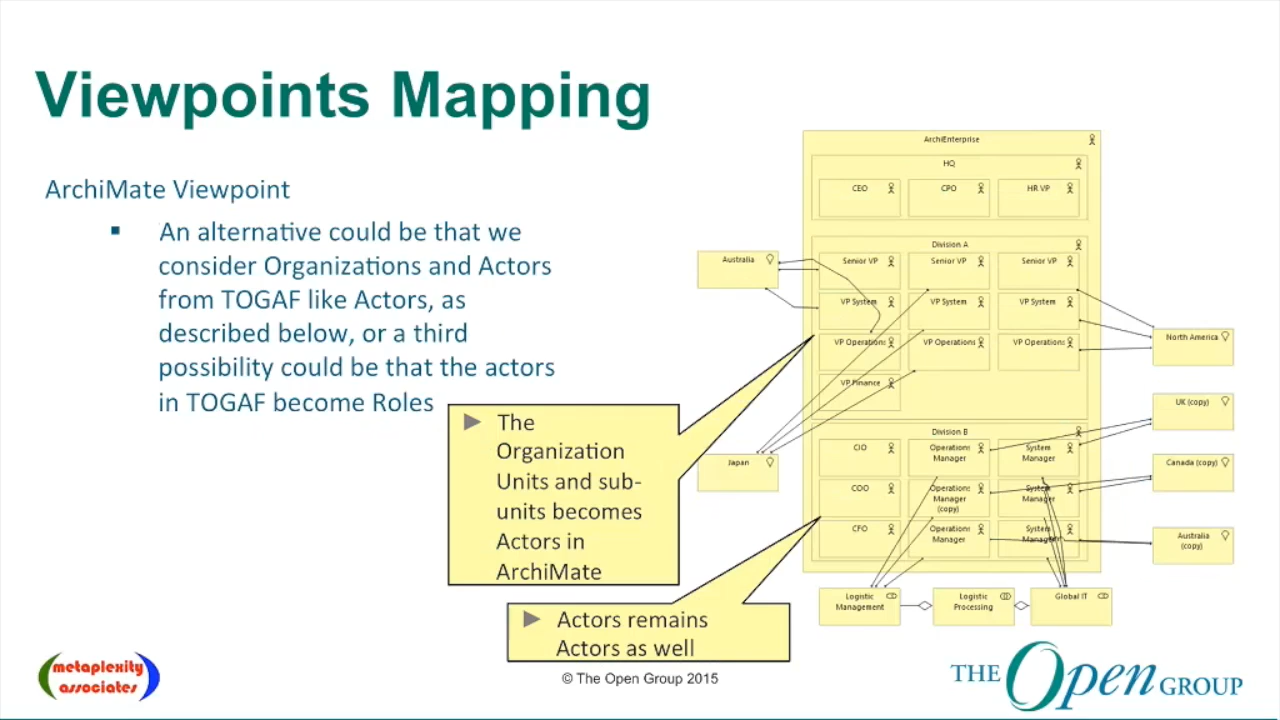 Viewpoints Mapping
ArchiMate Viewpoint
An alternative could be that we
consider Organizations and Actors
from TOGAF like Actors, as
described below, or a third
possibility could be that the actors
in TOGAF become Roles
The
Organization
Units and sub-
units becomes
Actors in
ArchiMate
Actors remains
Actors as well
ArchiEnterprise
HQ
CEO
CPO
HR VP
Division A
Senior VP
Senior VP
Senior VP
VP System
VP System
VP System
VP Operations
VP Operations
VP Operations
VP Finance
Division B
CIO
Operations
Manager
System
Manager
COO
Operations
Manager
(copy)
System
Manager
CFO
Operations
Manager
System
Manager
Australia
Japan
North America
UK (copy)
Canada (copy)
Australia
(copy)
Logistic
Management
Logistic
Processing
Global IT
metaplexity
associates
© The Open Group 2015
THE Open GROUP